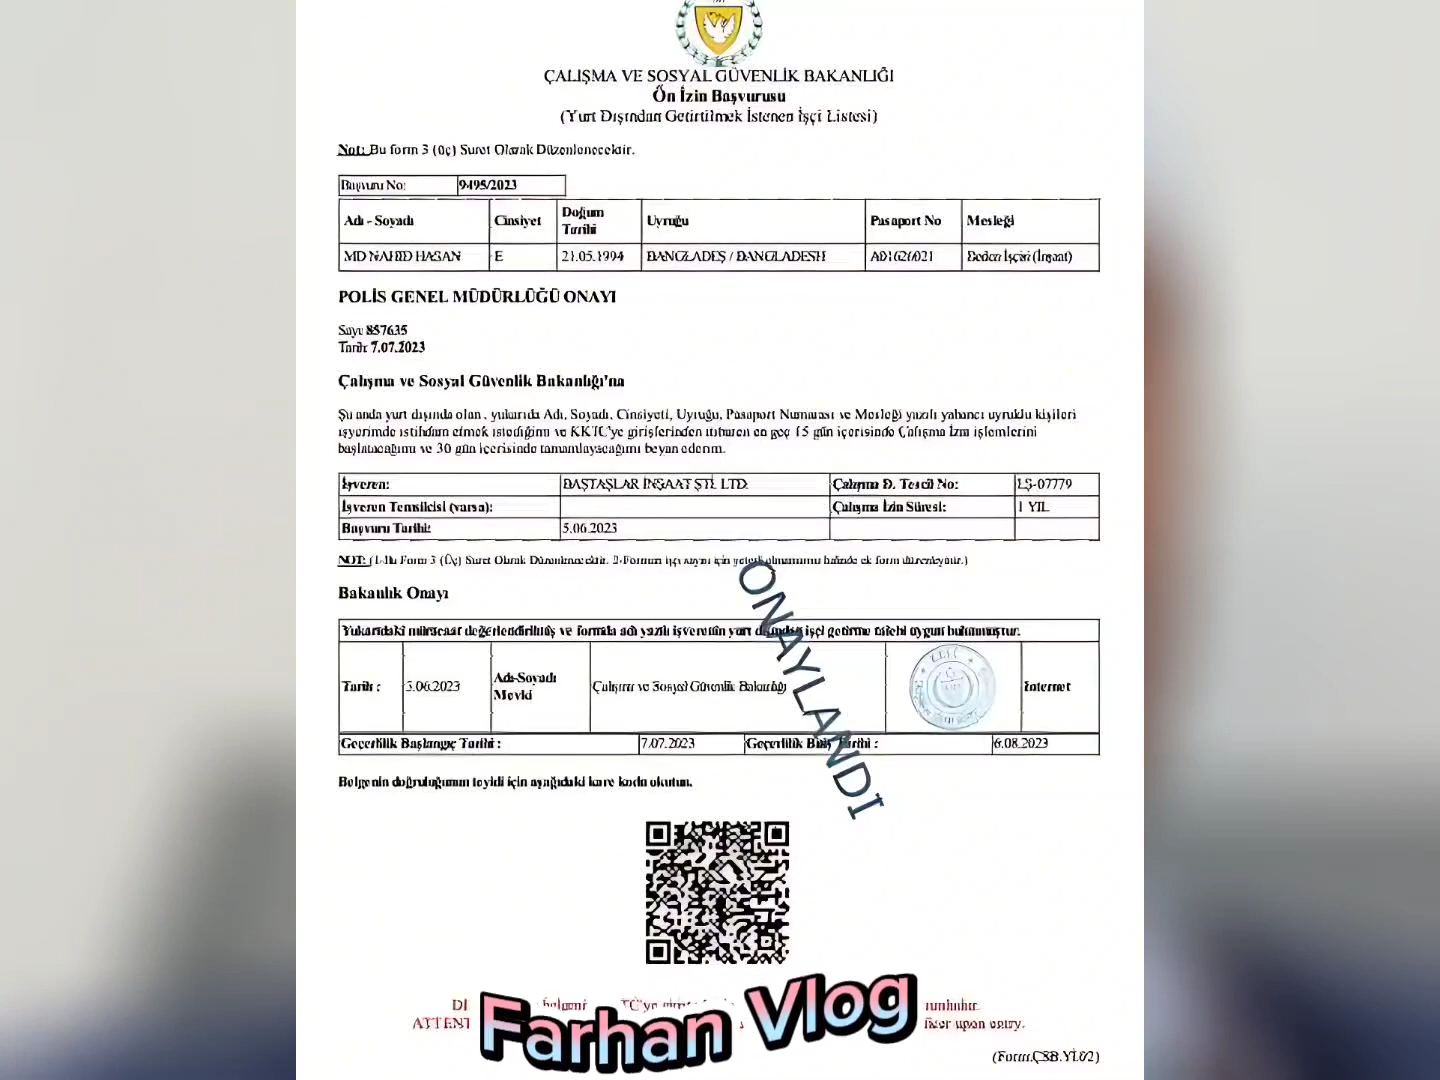 ÇALIŞMA VE SOSYAL GÜVENLİK BAKANLIĞI
Ön İzin Başvurusu
(Yurt Dışından Getirtilmek İstenen İşçi Listesi)
Not: Bu form 3 (üç) Suret Olarak Düzenlenecektir.
Başvuru No: 9495/2023
Adı - Soyadı Cinsiyet Doğum Tarihi Uyruğu Pasaport No Mesleği
MD NAHID HASAN E 21.05.1994 BANGLADEŞ / BANGLADESH Beden İşçisi (İnşaat)
POLİS GENEL MÜDÜRLÜĞÜ ONAYI
Sayı: 857635
Tarih: 7.07.2023
Çalışma ve Sosyal Güvenlik Bakanlığı'na
Şu anda yurt dışında olan , yukarıda Adı, Soyadı, Cinsiyeti, Uyruğu, Pasaport Numarası ve Mesleği yazılı yabancı uyruklu kişileri
işyerimde istihdam etmek istediğimi ve KKTC'ye girişlerinden itibaren en geç 15 gün içerisinde Çalışma İzin işlemlerini
başlatacağımı ve 30 gün içerisinde tamamlayacağımı beyan ederim.
İşveren: BAŞTAŞLAR İNŞAAT ŞTİ. LTD. Çalışma D. Tescil No: LŞ-07779
İşveren Temsilcisi (varsa): Çalışma İzin Süresi: 1 YIL
Başvuru Tarihi: 5.06.2023
NOT: (1-Bu Form 3 (Üç) Suret Olarak Düzenlenecektir. 2-Formun işçi sayısı için yeterli olmaması halinde ek form düzenleyiniz.)
Bakanlık Onayı
Yukarıdaki müracaat değerlendirilmiş ve formda adı yazılı işverenin yurt dışından işçi getirme talebi uygun bulunmuştur.
Tarih : 5.06.2023 Adı-Soyadı Mevki Çalışma ve Sosyal Güvenlik Bakanlığı Internet
Geçerlilik Başlangıç Tarihi : 7.07.2023 Geçerlilik Bitiş Tarihi : 6.08.2023
ONAYLANDI
Belgenin doğruluğunun teyidi için aşağıdaki kare kodu okutun.
Farhan Vlog
upon entry.
(Form.ÇSB.Yİ.02)